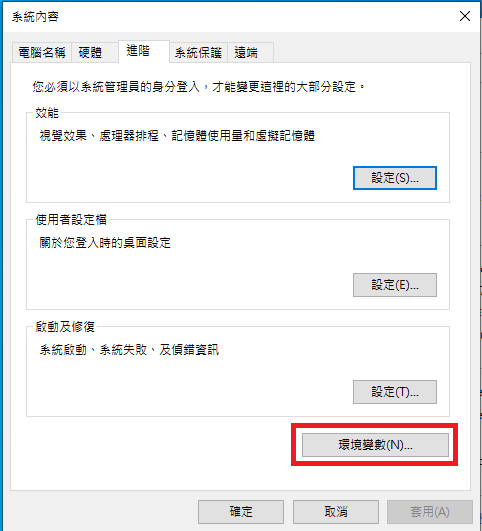 系統內容
電腦名稱 硬體 進階 系統保護 遠端
您必須以系統管理員的身分登入，才能變更這裡的大部分設定。
效能
視覺效果、處理器排程、記憶體使用量和虛擬記憶體
設定(S)...
使用者設定檔
關於您登入時的桌面設定
設定(E)...
啟動及修復
系統啟動、系統失敗、及偵錯資訊
設定(T)...
環境變數(N)...
確定 取消 套用(A)